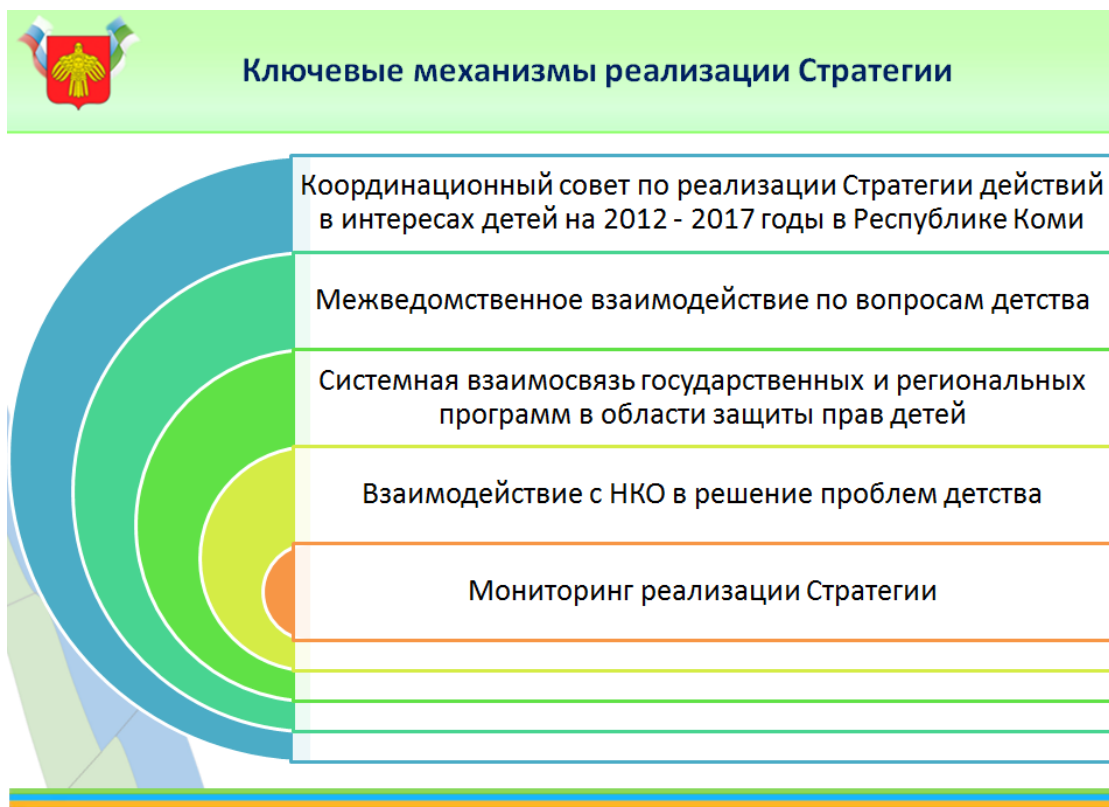 Ключевые механизмы реализации Стратегии
Координационный совет по реализации Стратегии действий
в интересах детей на 2012 - 2017 годы в Республике Коми
Межведомственное взаимодействие по вопросам детства
Системная взаимосвязь государственных и региональных
программ в области защиты прав детей
Взаимодействие с НКО в решение проблем детства
Мониторинг реализации Стратегии